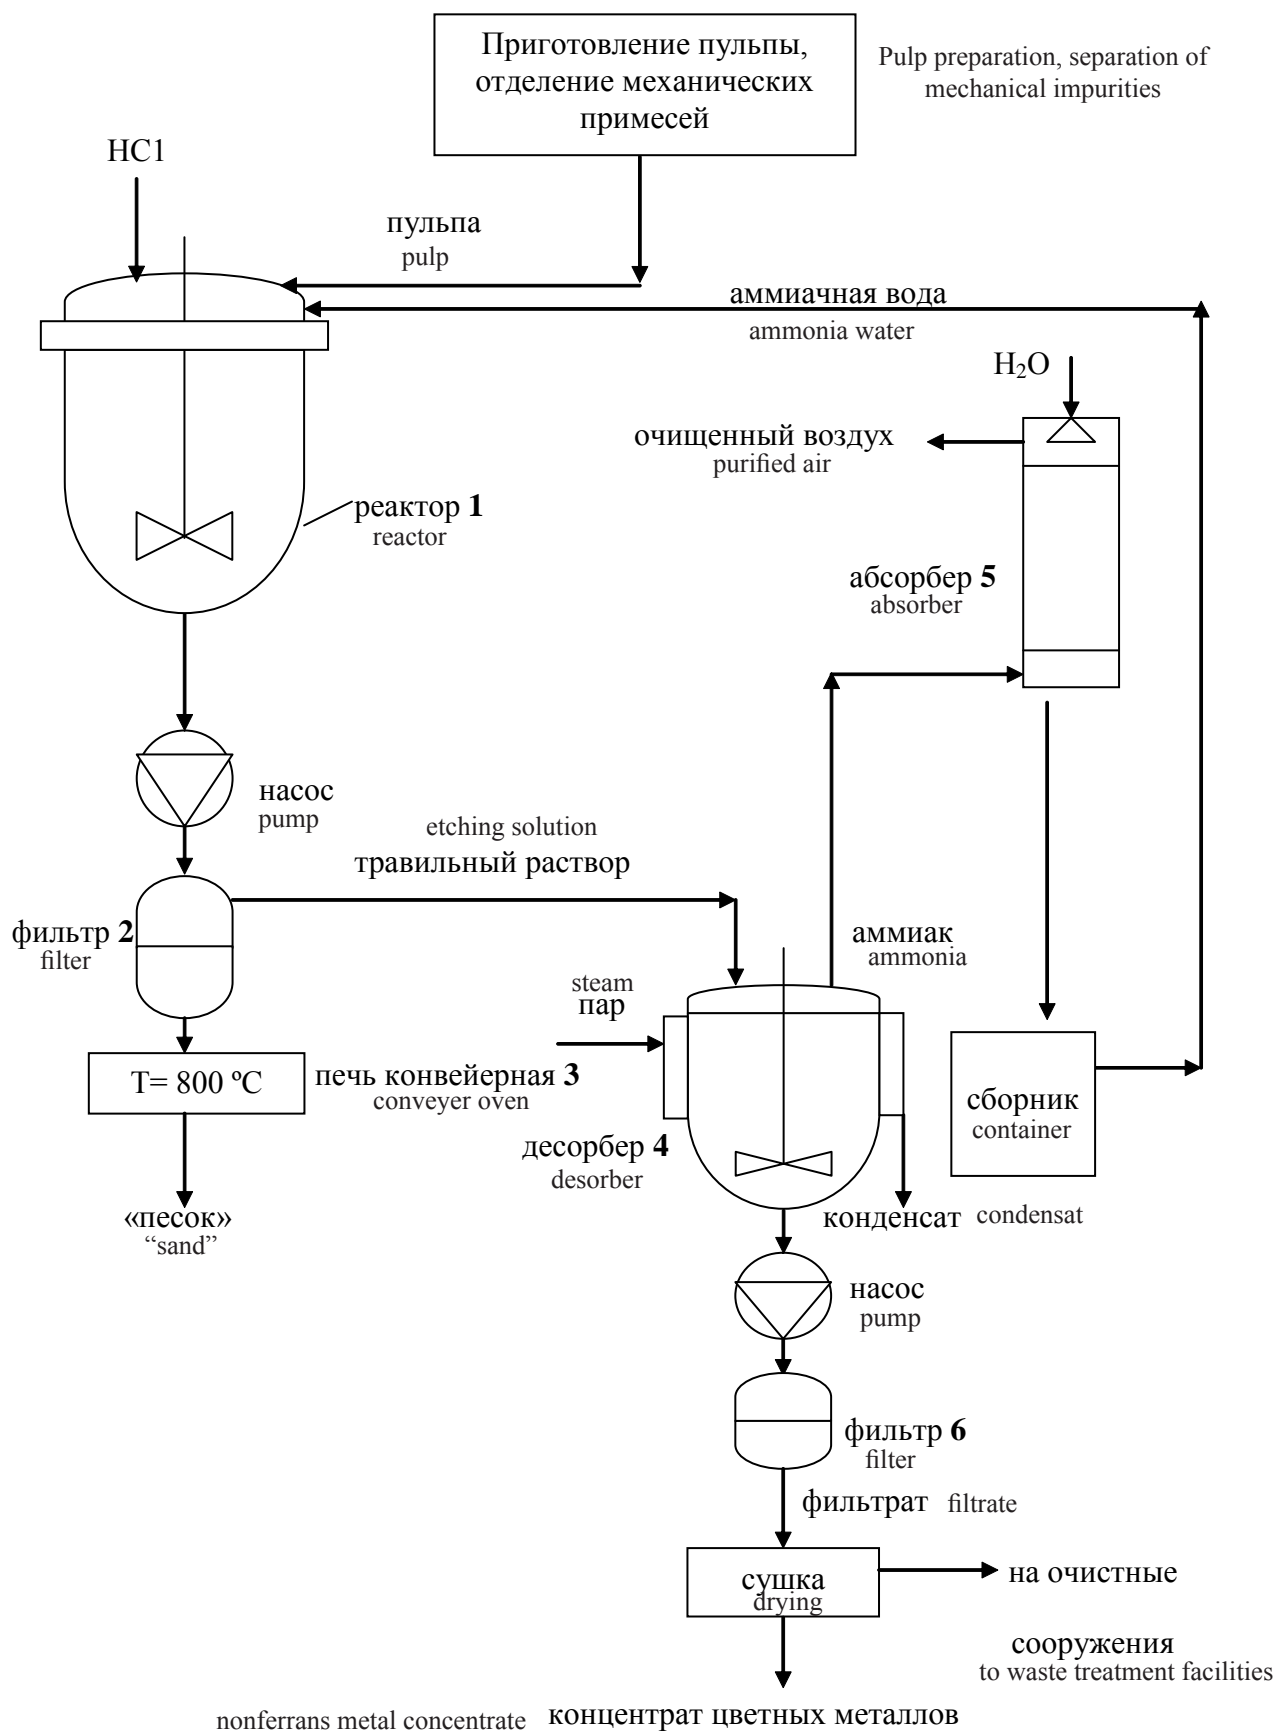 Приготовление пульпы,
отделение механических
примесей
Pulp preparation, separation of
mechanical impurities
HC1
пульпа
pulp
аммиачная вода
ammonia water
H₂O
очищенный воздух
purified air
реактор 1
reactor
абсорбер 5
absorber
насос
pump
etching solution
травильный раствор
фильтр 2
filter
аммиак
ammonia
steam
пар
T= 800 ºC
печь конвейерная 3
conveyer oven
сборник
container
десорбер 4
desorber
«песок»
“sand”
конденсат condensat
насос
pump
фильтр 6
filter
фильтрат filtrate
сушка
drying
на очистные
сооружения
to waste treatment facilities
nonferrans metal concentrate концентрат цветных металлов